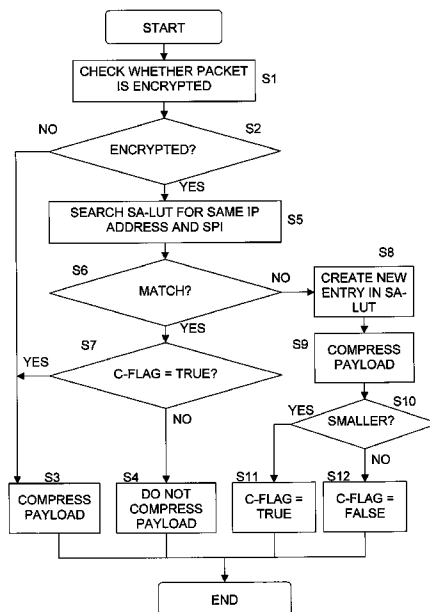 START
CHECK WHETHER PACKET
IS ENCRYPTED
S1
NO
S2
ENCRYPTED?
YES
SEARCH SA-LUT FOR SAME IP
ADDRESS AND SPI
S5
S6
MATCH?
NO
S8
CREATE NEW
ENTRY IN SA-
LUT
YES
S7
S9
COMPRESS
PAYLOAD
YES
C-FLAG = TRUE?
NO
S10
YES
SMALLER?
NO
S3
COMPRESS
PAYLOAD
S4
DO NOT
COMPRESS
PAYLOAD
S11
C-FLAG =
TRUE
S12
C-FLAG =
FALSE
END